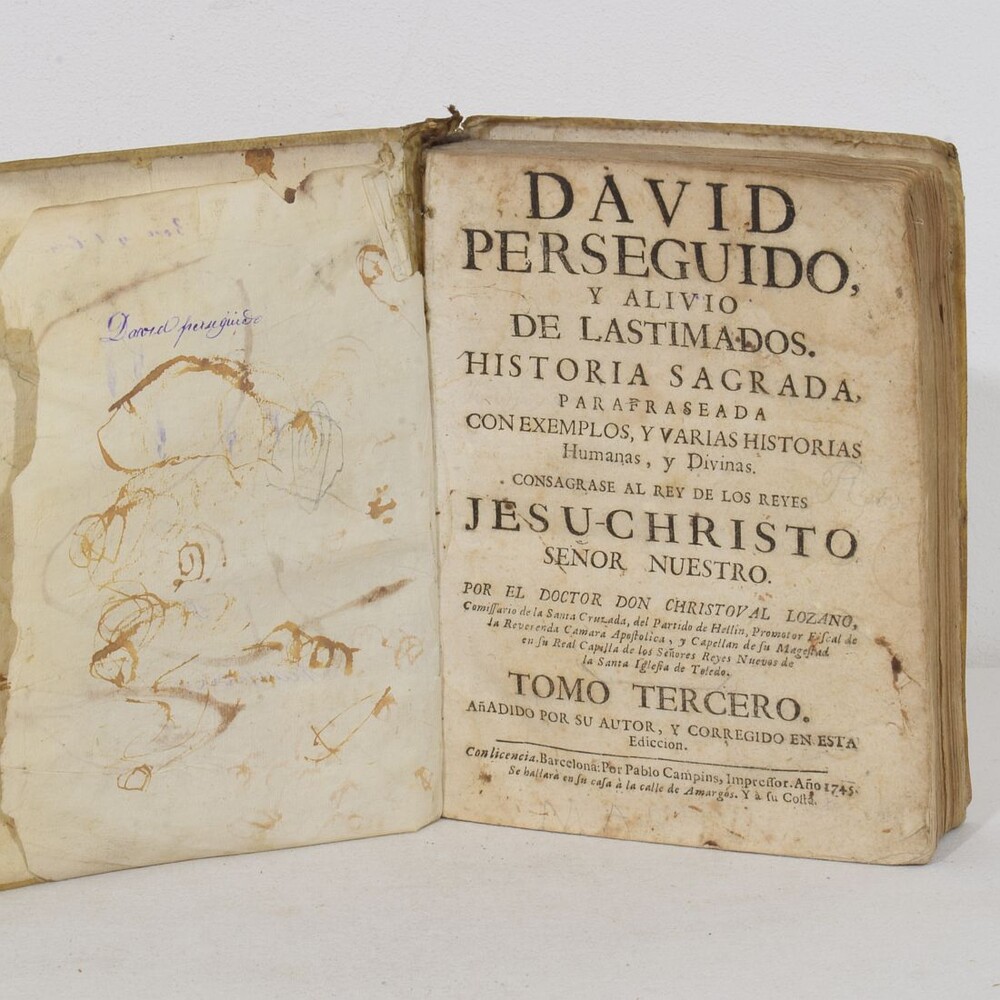 David perseguido
DAVID
PERSEGUIDO,
Y ALIVIO
DE LASTIMADOS.
HISTORIA SAGRADA,
PARAFRASEADA
CON EXEMPLOS, Y VARIAS HISTORIAS
Humanas, y Divinas.
CONSAGRASE AL REY DE LOS REYES
JESU-CHRISTO
SEÑOR NUESTRO.
POR EL DOCTOR DON CHRISTOVAL LOZANO,
Comissario de la Santa Cruzada, del Partido de Hellin, Promotor Fiscal de
la Reverenda Camara Apostolica, y Capellan de su Magestad
en su Real Capilla de los Señores Reyes Nuevos de
la Santa Iglesia de Toledo.
TOMO TERCERO.
AñADIDO POR SU AUTOR, Y CORREGIDO EN ESTA
Ediccion.
Con licencia. Barcelona: Por Pablo Campins, Impressor. Año 1745.
Se hallarà en su casa à la calle de Amargòs. Y à su Costa.